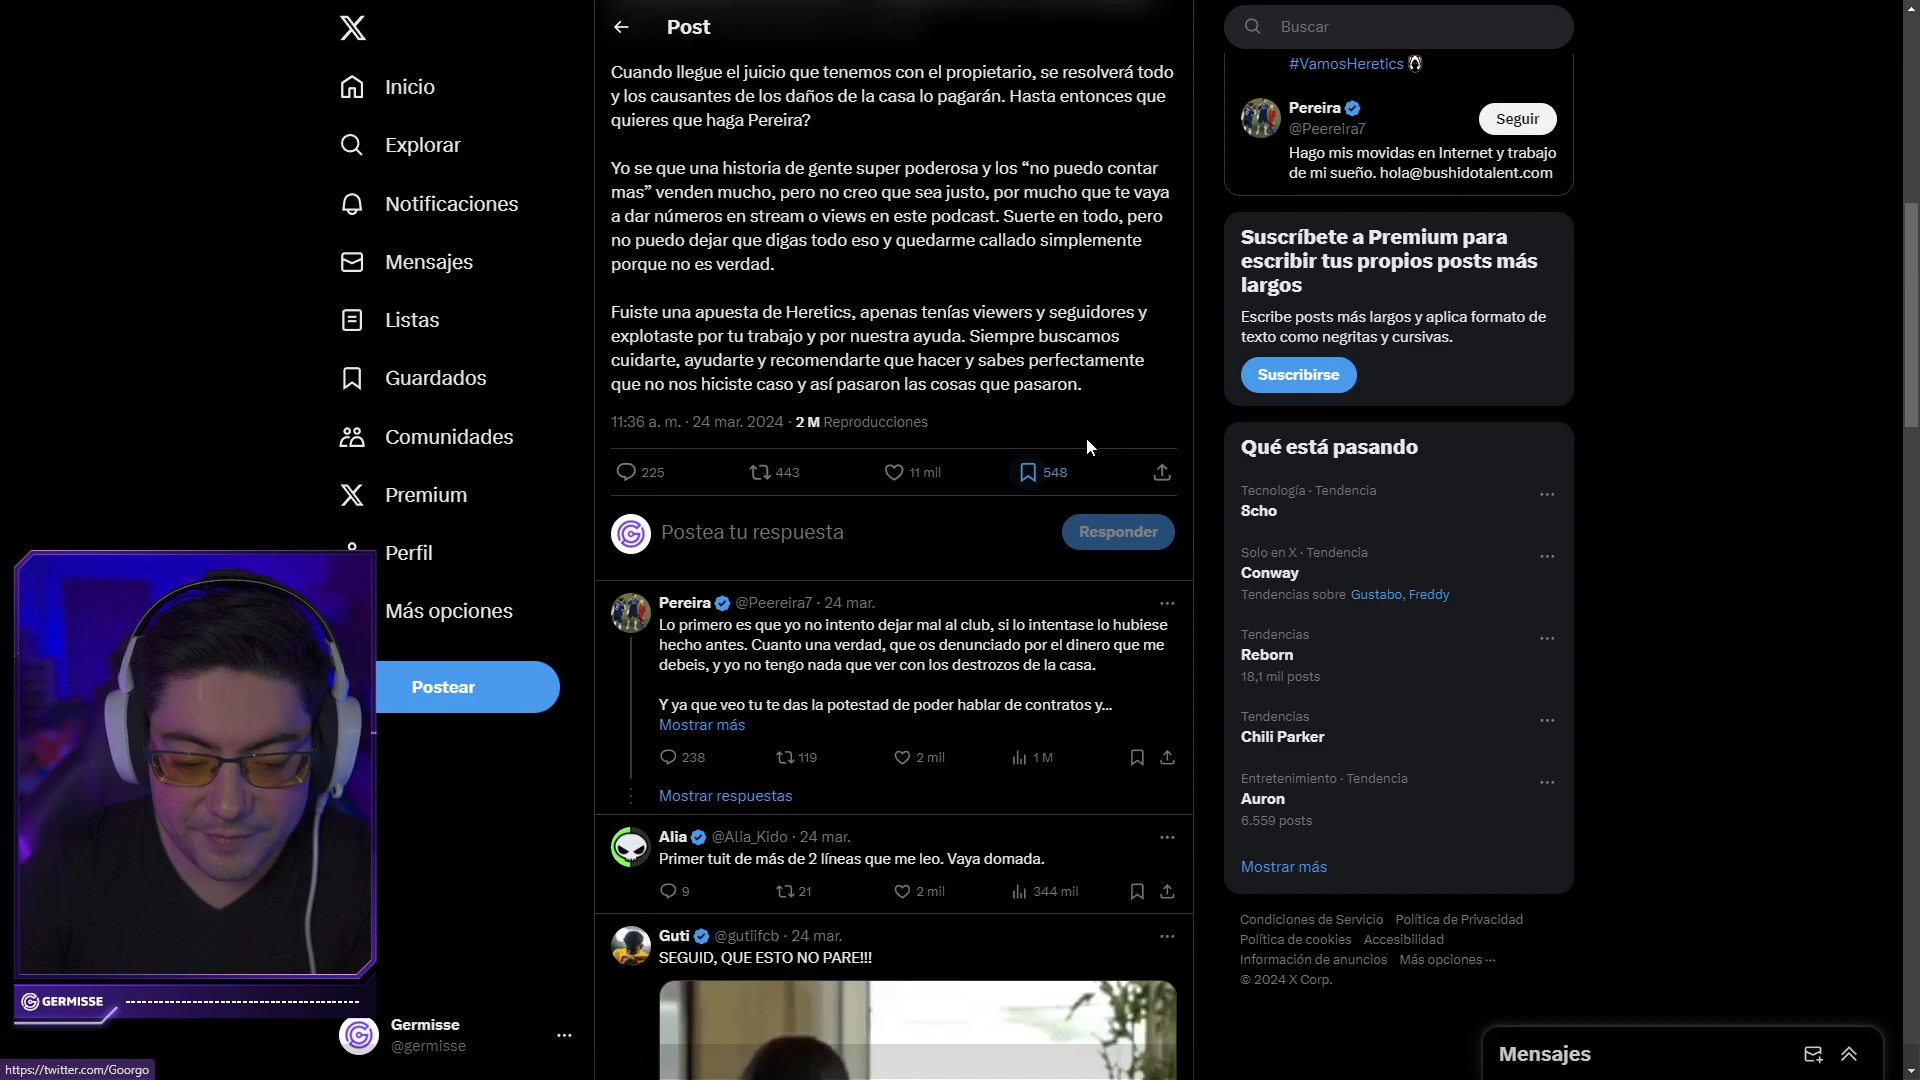 Inicio
Explorar
Notificaciones
Mensajes
Listas
Guardados
Comunidades
Premium
Perfil
Más opciones
Postear
GERMISSE
Germisse
@germisse
https://twitter.com/Goorgo
Post
Cuando llegue el juicio que tenemos con el propietario, se resolverá todo
y los causantes de los daños de la casa lo pagarán. Hasta entonces que
quieres que haga Pereira?
Yo se que una historia de gente super poderosa y los “no puedo contar
mas” venden mucho, pero no creo que sea justo, por mucho que te vaya
a dar números en stream o views en este podcast. Suerte en todo, pero
no puedo dejar que digas todo eso y quedarme callado simplemente
porque no es verdad.
Fuiste una apuesta de Heretics, apenas tenías viewers y seguidores y
explotaste por tu trabajo y por nuestra ayuda. Siempre buscamos
cuidarte, ayudarte y recomendarte que hacer y sabes perfectamente
que no nos hiciste caso y así pasaron las cosas que pasaron.
11:36 a. m. · 24 mar. 2024 · 2 M Reproducciones
225 443 11 mil 548
Postea tu respuesta
Responder
Pereira @Peereira7 · 24 mar.
Lo primero es que yo no intento dejar mal al club, si lo intentase lo hubiese
hecho antes. Cuanto una verdad, que os denunciado por el dinero que me
debeis, y yo no tengo nada que ver con los destrozos de la casa.
Y ya que veo tu te das la potestad de poder hablar de contratos y...
Mostrar más
238 119 2 mil 1 M
Mostrar respuestas
Alia @Alia_Kido · 24 mar.
Primer tuit de más de 2 líneas que me leo. Vaya domada.
9 21 2 mil 344 mil
Guti @gutiifcb · 24 mar.
SEGUID, QUE ESTO NO PARE!!!
Buscar
#VamosHeretics
Pereira
@Peereira7
Seguir
Hago mis movidas en Internet y trabajo
de mi sueño. hola@bushidotalent.com
Suscríbete a Premium para
escribir tus propios posts más
largos
Escribe posts más largos y aplica formato de
texto como negritas y cursivas.
Suscribirse
Qué está pasando
Tecnología · Tendencia
8cho
Solo en X · Tendencia
Conway
Tendencias sobre Gustabo, Freddy
Tendencias
Reborn
18,1 mil posts
Tendencias
Chili Parker
Entretenimiento · Tendencia
Auron
6.559 posts
Mostrar más
Condiciones de Servicio Política de Privacidad
Política de cookies Accesibilidad
Información de anuncios Más opciones ···
© 2024 X Corp.
Mensajes